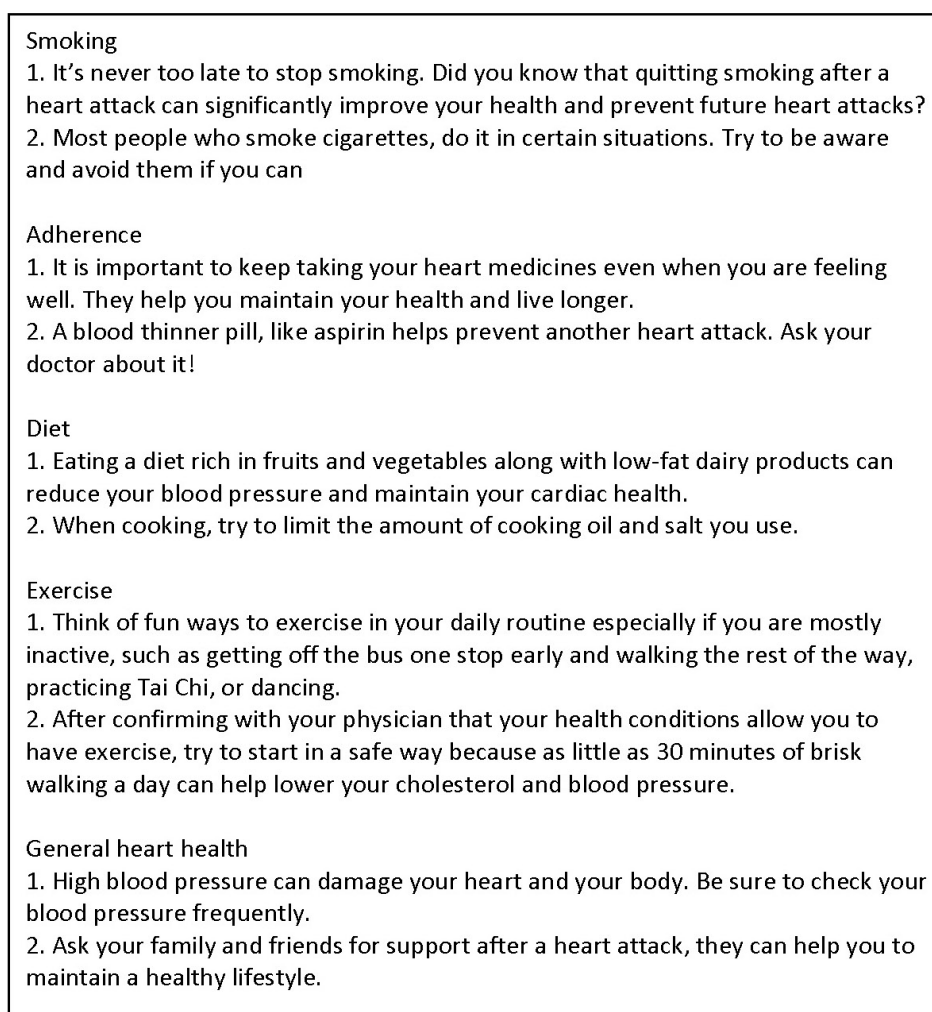 Smoking
1. It’s never too late to stop smoking. Did you know that quitting smoking after a
heart attack can significantly improve your health and prevent future heart attacks?
2. Most people who smoke cigarettes, do it in certain situations. Try to be aware
and avoid them if you can
Adherence
1. It is important to keep taking your heart medicines even when you are feeling
well. They help you maintain your health and live longer.
2. A blood thinner pill, like aspirin helps prevent another heart attack. Ask your
doctor about it!
Diet
1. Eating a diet rich in fruits and vegetables along with low-fat dairy products can
reduce your blood pressure and maintain your cardiac health.
2. When cooking, try to limit the amount of cooking oil and salt you use.
Exercise
1. Think of fun ways to exercise in your daily routine especially if you are mostly
inactive, such as getting off the bus one stop early and walking the rest of the way,
practicing Tai Chi, or dancing.
2. After confirming with your physician that your health conditions allow you to
have exercise, try to start in a safe way because as little as 30 minutes of brisk
walking a day can help lower your cholesterol and blood pressure.
General heart health
1. High blood pressure can damage your heart and your body. Be sure to check your
blood pressure frequently.
2. Ask your family and friends for support after a heart attack, they can help you to
maintain a healthy lifestyle.